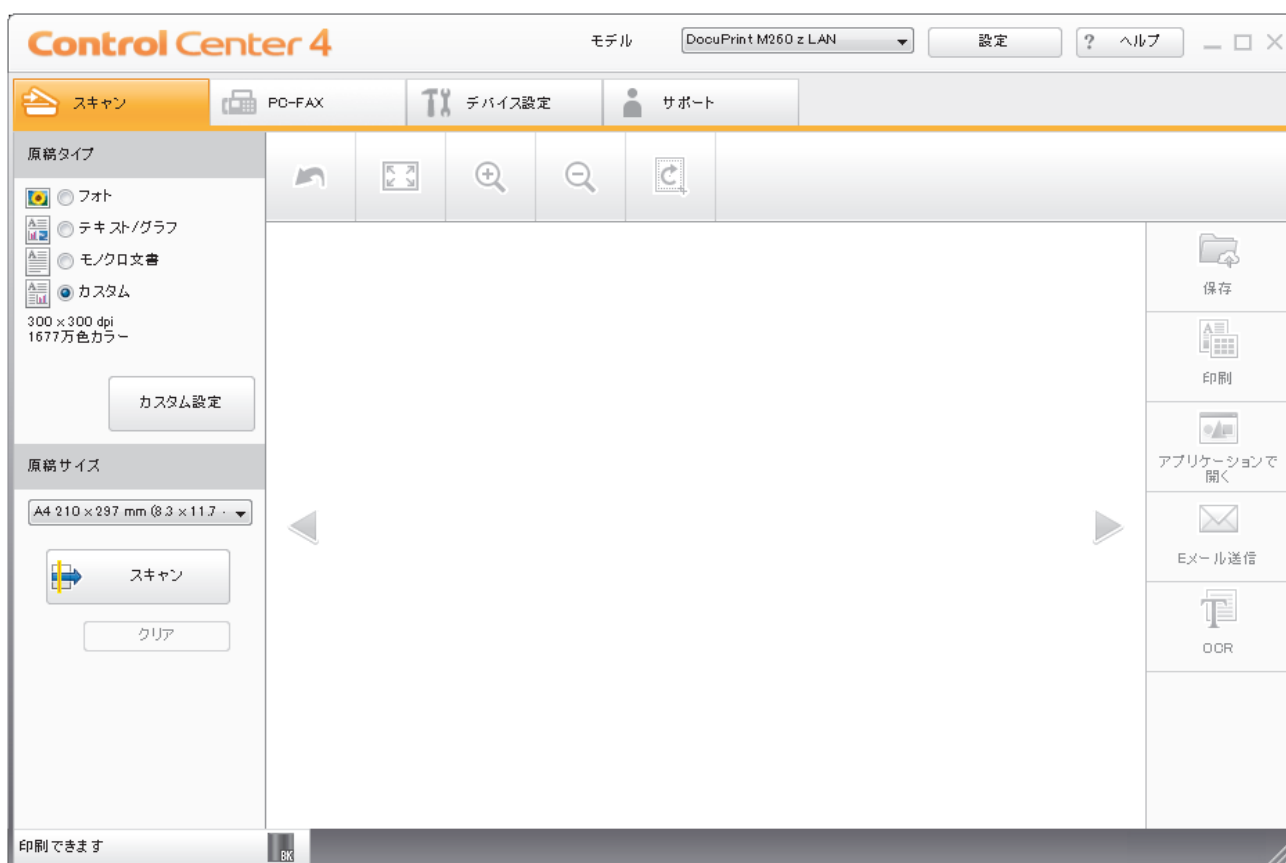 Control Center 4
モデル
DocuPrint M260 z LAN
設定
? ヘルプ
スキャン
PC-FAX
デバイス設定
サポート
原稿タイプ
フォト
テキスト/グラフ
モノクロ文書
カスタム
300 x 300 dpi
1677万色カラー
カスタム設定
原稿サイズ
A4 210 x 297 mm (8.3 x 11.7 ·
スキャン
クリア
保存
印刷
アプリケーションで
開く
Eメール送信
OCR
印刷できます
BK